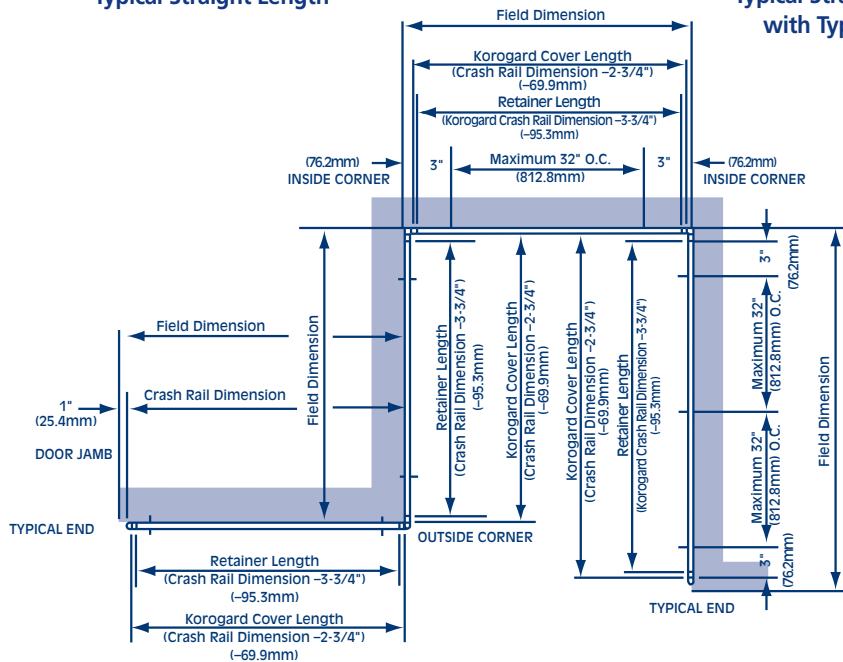 Typical Straight Length
Typical Stra
with Typ
Field Dimension
Korogard Cover Length
(Crash Rail Dimension –2-3/4")
(–69.9mm)
Retainer Length
(Korogard Crash Rail Dimension –3-3/4")
(–95.3mm)
(76.2mm)
INSIDE CORNER
3"
Maximum 32" O.C.
(812.8mm)
3"
(76.2mm)
INSIDE CORNER
Field Dimension
Crash Rail Dimension
1"
(25.4mm)
DOOR JAMB
TYPICAL END
Field Dimension
Retainer Length
(Crash Rail Dimension –3-3/4")
(–95.3mm)
Korogard Cover Length
(Crash Rail Dimension –2-3/4")
(–69.9mm)
Korogard Cover Length
(Crash Rail Dimension –2-3/4")
(–69.9mm)
Retainer Length
(Korogard Crash Rail Dimension –3-3/4")
(–95.3mm)
3"
(76.2mm)
Maximum 32"
(812.8mm) O.C.
Maximum 32"
(812.8mm) O.C.
3"
(76.2mm)
Field Dimension
OUTSIDE CORNER
TYPICAL END
Retainer Length
(Crash Rail Dimension –3-3/4")
(–95.3mm)
Korogard Cover Length
(Crash Rail Dimension –2-3/4")
(–69.9mm)